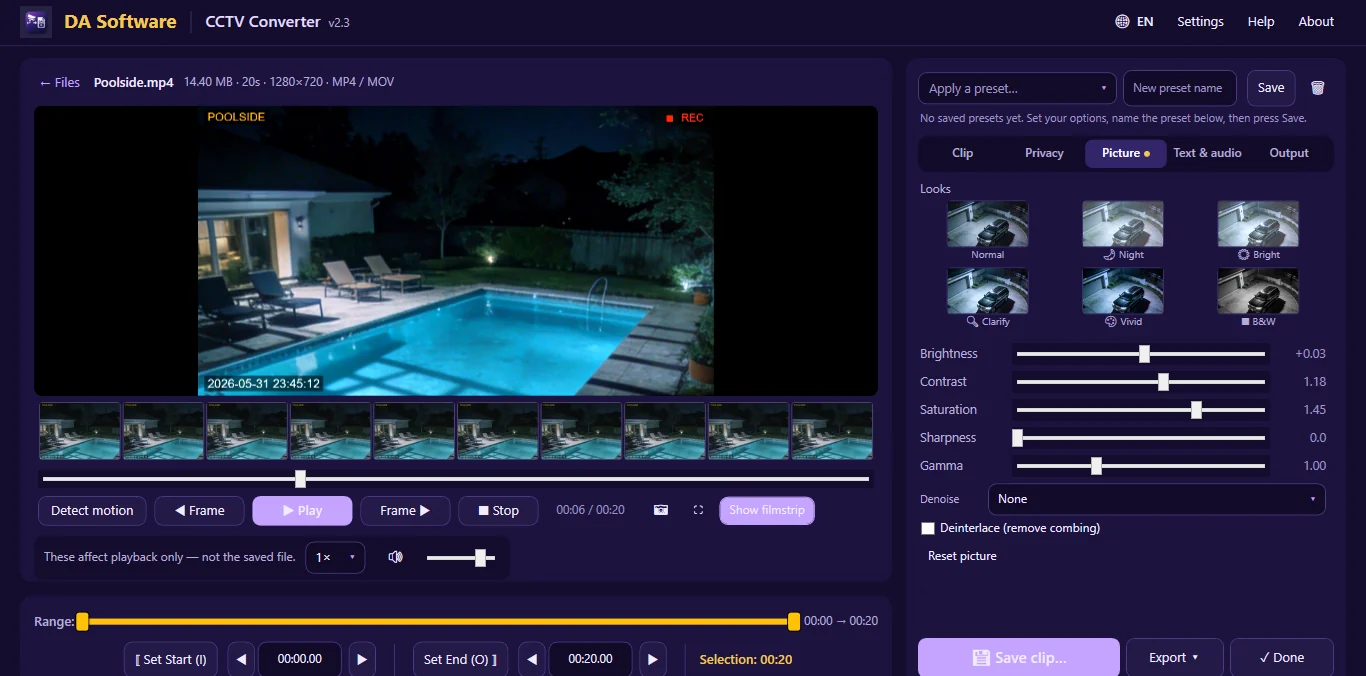 DA Software CCTV Converter v2.3 EN Settings Help About
← Files Poolside.mp4 14.40 MB · 20s · 1280×720 · MP4 / MOV
POOLSIDE REC
2026-05-31 23:45:12
Detect motion ◀ Frame ▶ Play Frame ▶ ■ Stop 00:06 / 00:20 Show filmstrip
These affect playback only — not the saved file. 1×
Range: 00:00 → 00:20
⟦ Set Start (I) ◀ 00:00.00 ▶ Set End (O) ⟧ ◀ 00:20.00 ▶ Selection: 00:20
Apply a preset... New preset name Save
No saved presets yet. Set your options, name the preset below, then press Save.
Clip Privacy Picture Text & audio Output
Looks
Normal Night Bright
Clarify Vivid B&W
Brightness +0.03
Contrast 1.18
Saturation 1.45
Sharpness 0.0
Gamma 1.00
Denoise None
Deinterlace (remove combing)
Reset picture
Save clip... Export ▾ ✓ Done